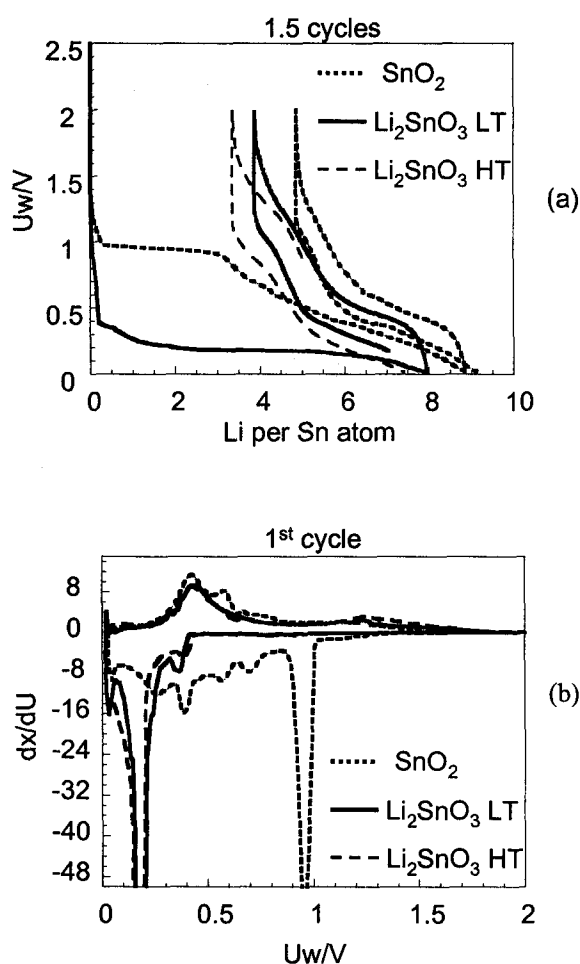 1.5 cycles
2.5
2
1.5
1
0.5
0
Uw/V
SnO₂
Li₂SnO₃ LT
Li₂SnO₃ HT
(a)
0 2 4 6 8 10
Li per Sn atom
1st cycle
8
0
-8
-16
-24
-32
-40
-48
dx/dU
(b)
SnO₂
Li₂SnO₃ LT
Li₂SnO₃ HT
0 0.5 1 1.5 2
Uw/V